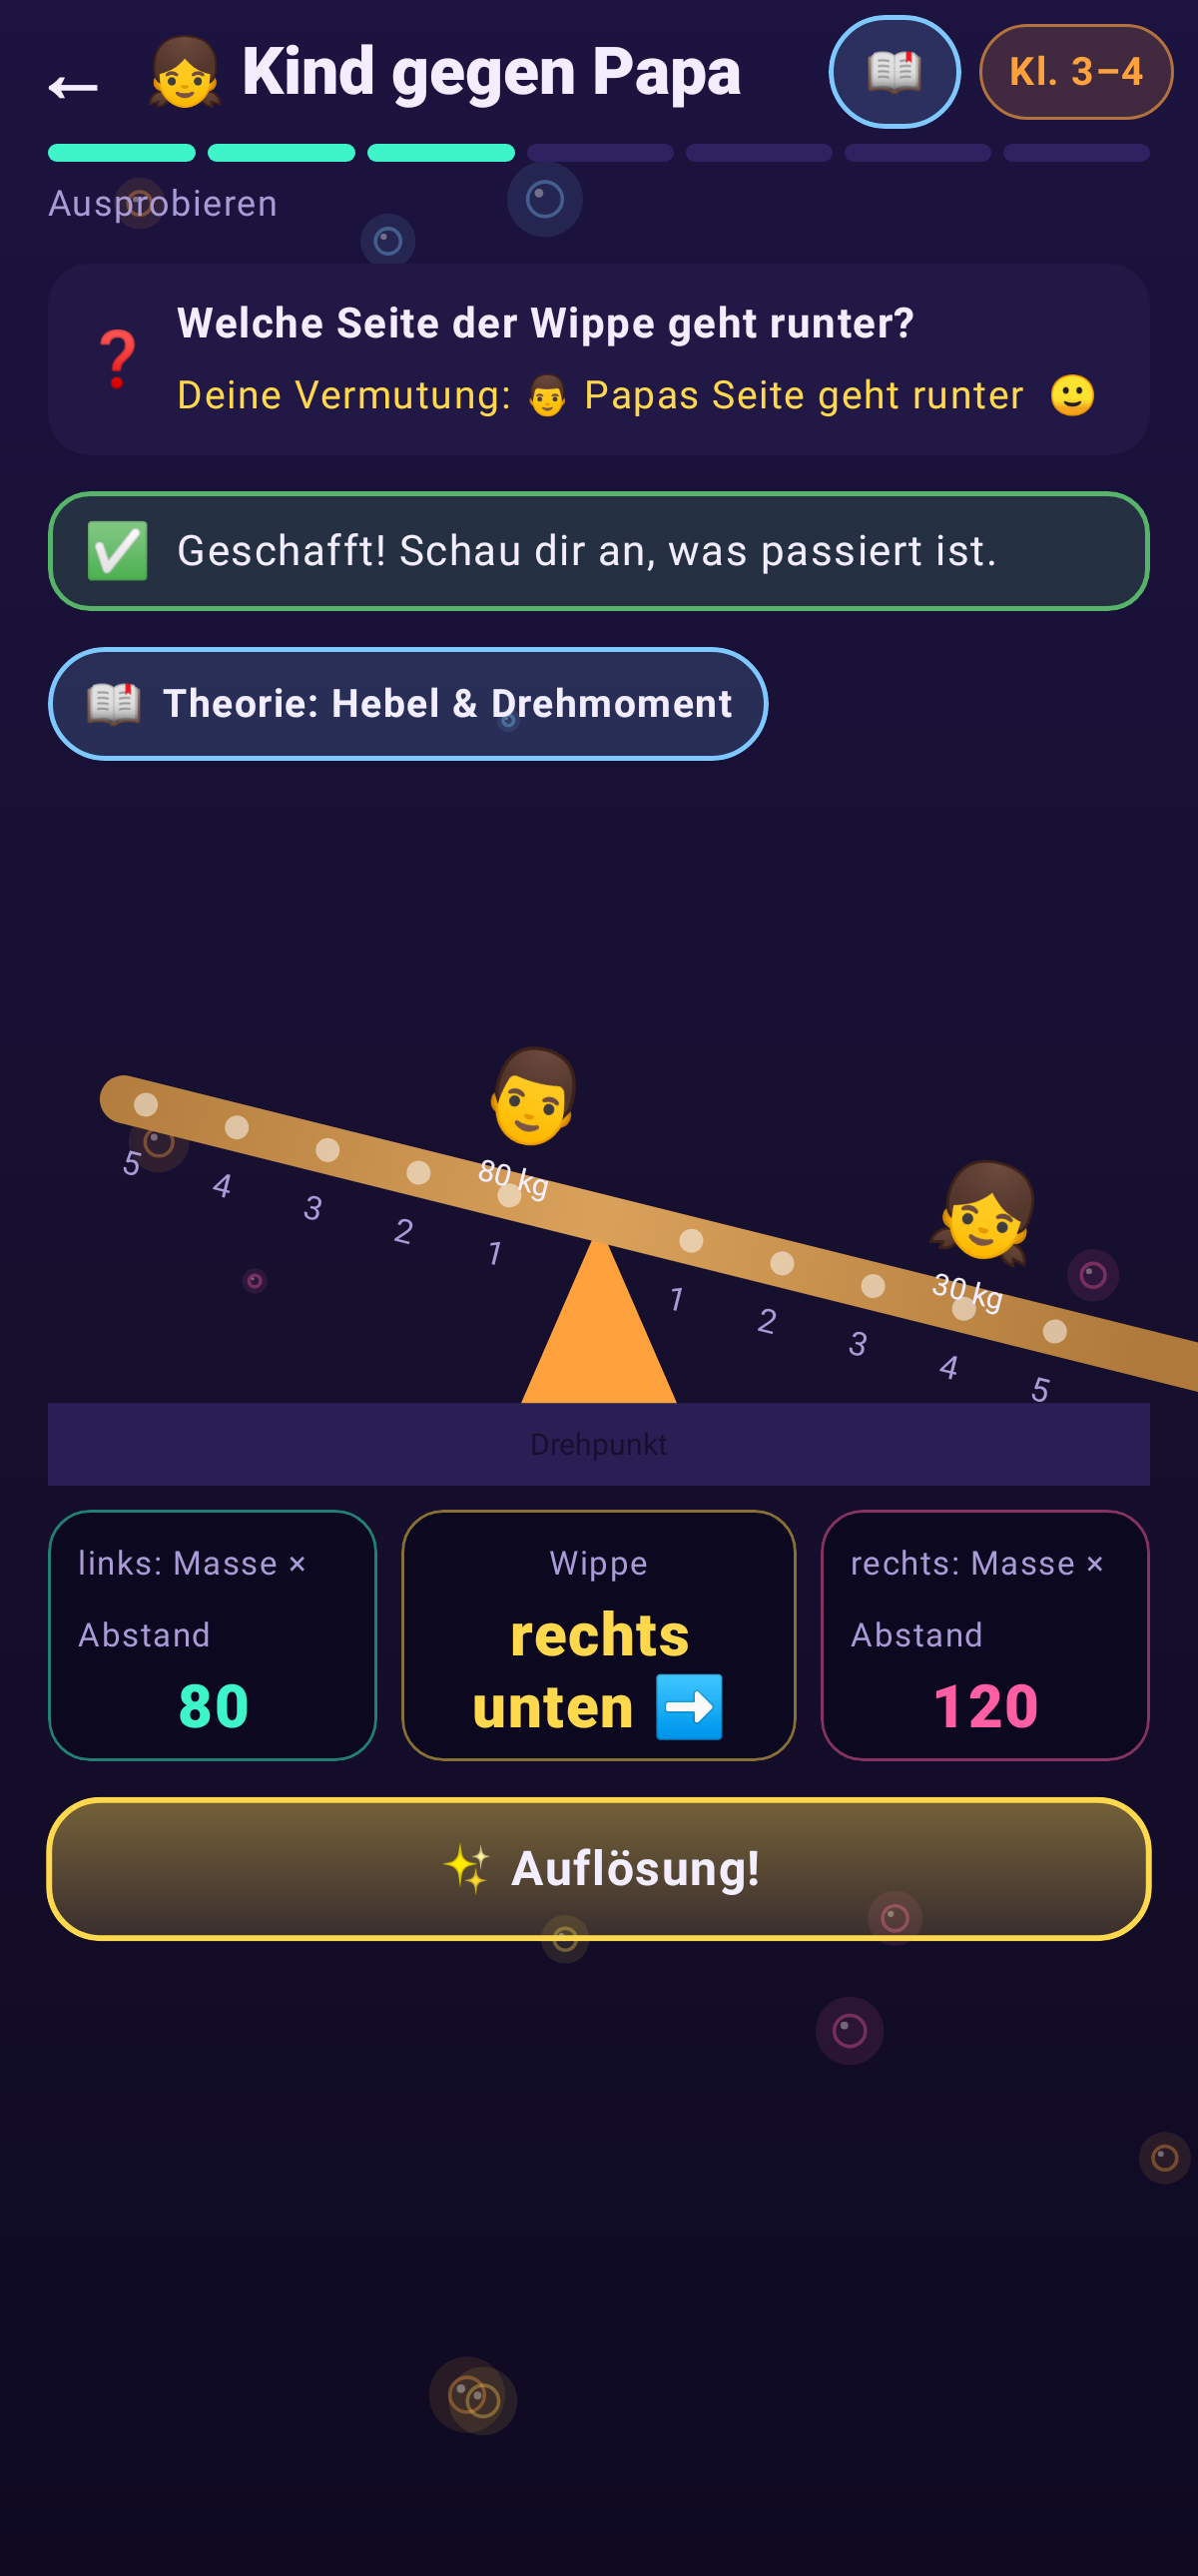 ← 👧 Kind gegen Papa 📖 Kl. 3–4
Ausprobieren
❓ Welche Seite der Wippe geht runter?
Deine Vermutung: 👨 Papas Seite geht runter 🙂
✅ Geschafft! Schau dir an, was passiert ist.
📖 Theorie: Hebel & Drehmoment
80 kg
30 kg
5 4 3 2 1 1 2 3 4 5
Drehpunkt
links: Masse ×
Abstand
80
Wippe
rechts
unten ➡️
rechts: Masse ×
Abstand
120
✨ Auflösung!